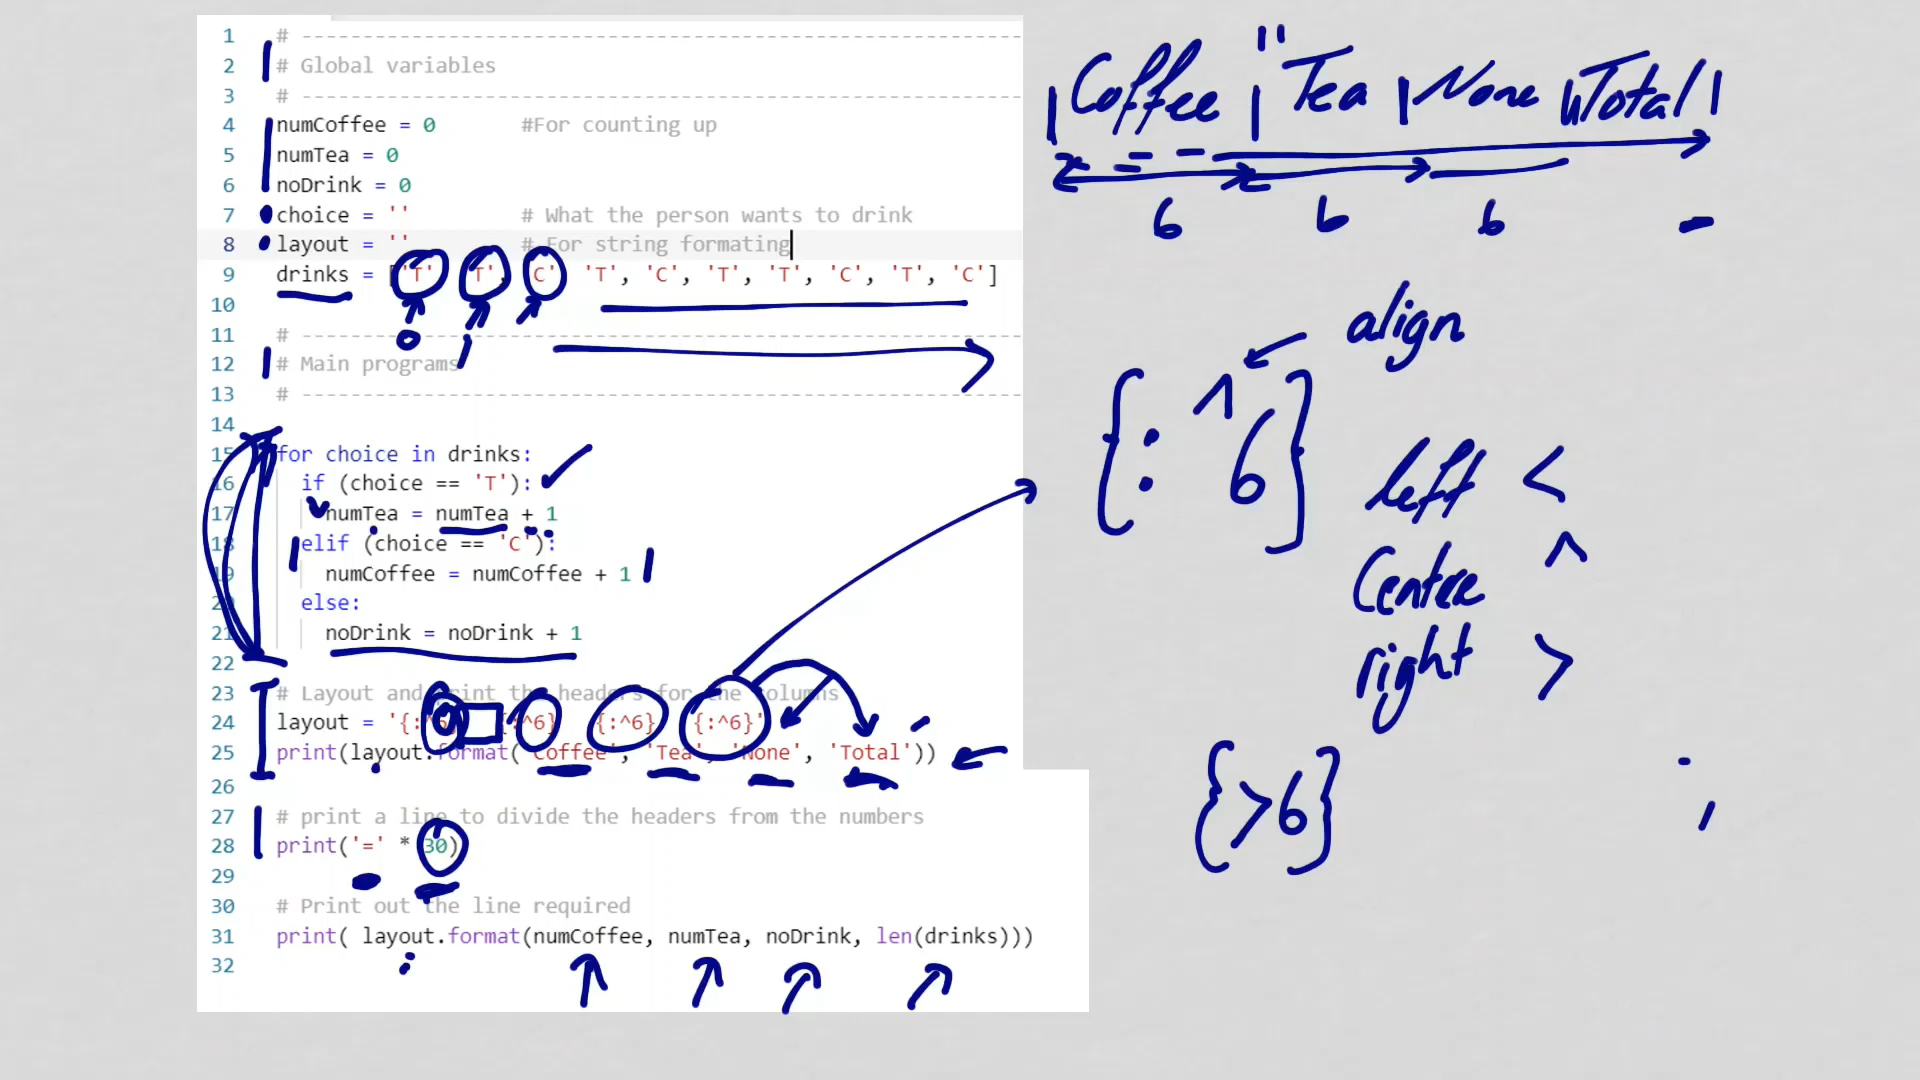 1 # ------------------------------------------------------------
2 # Global variables
3 # ------------------------------------------------------------
4 numCoffee = 0 #For counting up
5 numTea = 0
6 noDrink = 0
7 choice = '' # What the person wants to drink
8 layout = '' # For string formating
9 drinks = ['T', 'T', 'C', 'T', 'C', 'T', 'T', 'C', 'T', 'C']
10
11 # ------------------------------------------------------------
12 # Main programs
13 # ------------------------------------------------------------
14
15 for choice in drinks:
16 if (choice == 'T'):
17 numTea = numTea + 1
18 elif (choice == 'C'):
19 numCoffee = numCoffee + 1
20 else:
21 noDrink = noDrink + 1
22
23 # Layout and print the headers for the columns
24 layout = '{:^6} {:^6} {:^6} {:^6}'
25 print(layout.format( 'Coffee', 'Tea', 'None', 'Total'))
26
27 # print a line to divide the headers from the numbers
28 print('=' * 30)
29
30 # Print out the line required
31 print( layout.format(numCoffee, numTea, noDrink, len(drinks)))
32
|Coffee | Tea |None |Total|
6 6 6
align
{: ^6}
left <
Centre ^
right >
{>6}